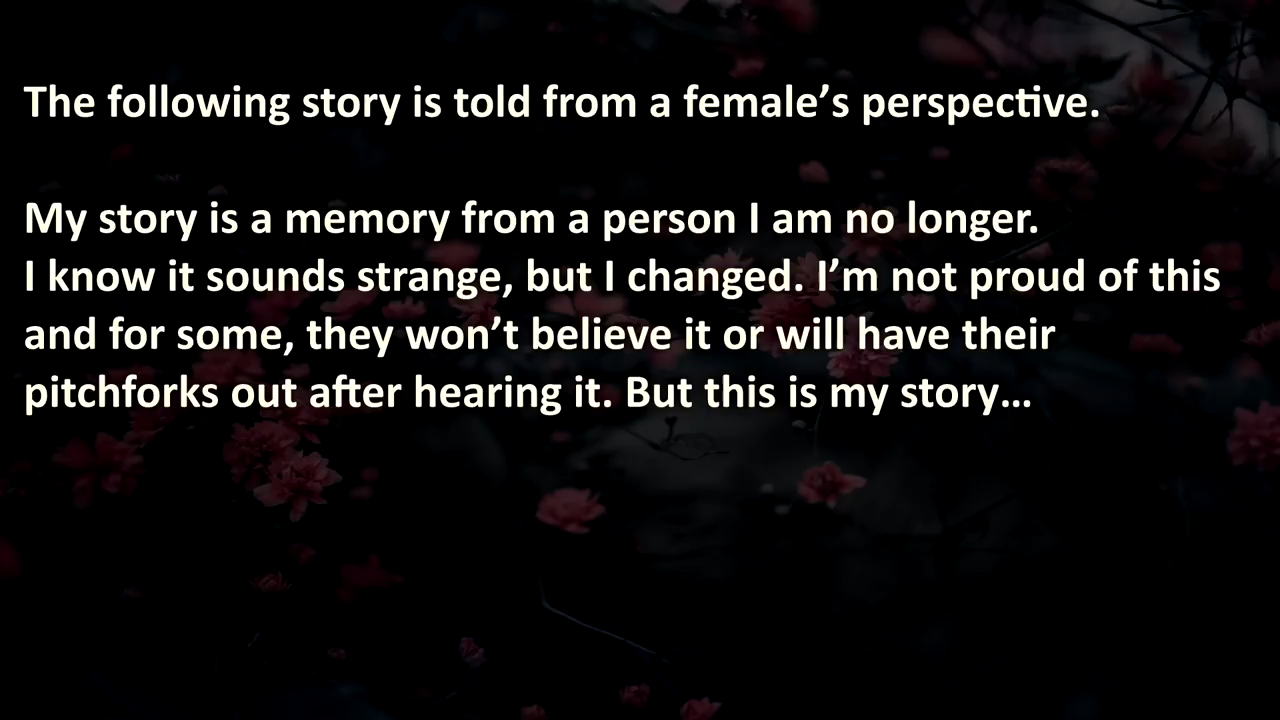 The following story is told from a female’s perspective.
My story is a memory from a person I am no longer.
I know it sounds strange, but I changed. I’m not proud of this
and for some, they won’t believe it or will have their
pitchforks out after hearing it. But this is my story…